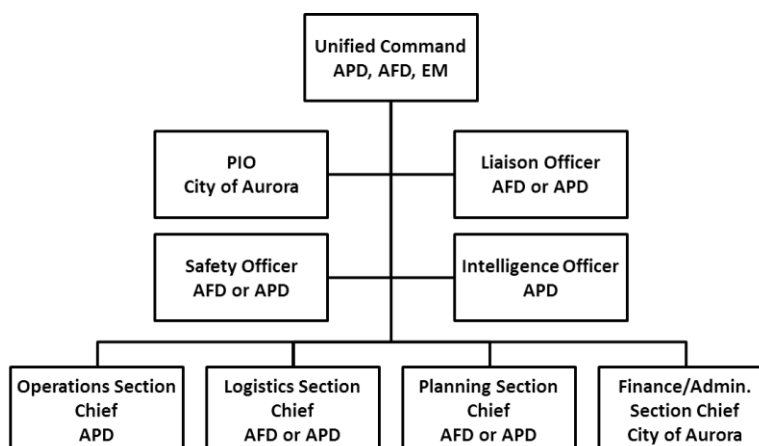 Unified Command
APD, AFD, EM
PIO
City of Aurora
Liaison Officer
AFD or APD
Safety Officer
AFD or APD
Intelligence Officer
APD
Operations Section
Chief
APD
Logistics Section
Chief
AFD or APD
Planning Section
Chief
AFD or APD
Finance/Admin.
Section Chief
City of Aurora